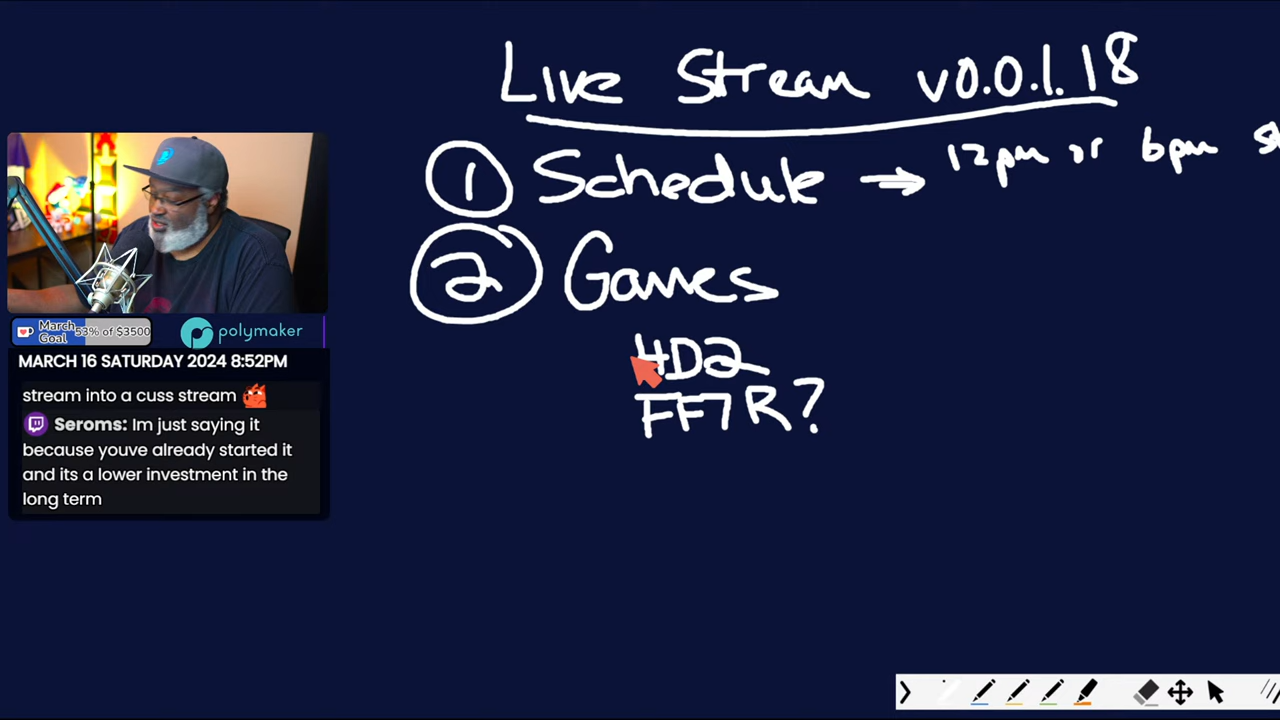 Live Stream v0.0.1.18
1 Schedule → 12pm or 6pm
2 Games
HD2
FF7R?
March Goal
53% of $3500
polymaker
MARCH 16 SATURDAY 2024 8:52PM
stream into a cuss stream
Seroms: Im just saying it
because youve already started it
and its a lower investment in the
long term